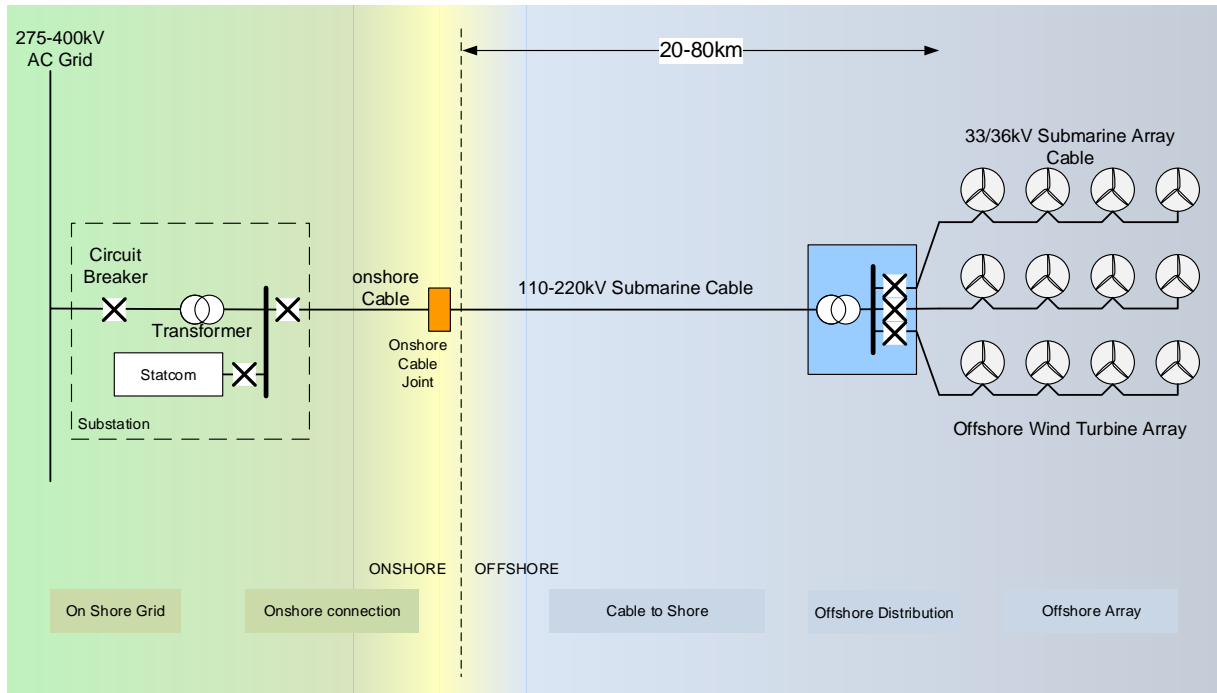 275-400kV
AC Grid
20-80km
33/36kV Submarine Array
Cable
Circuit
Breaker
Transformer
Statcom
Substation
onshore
Cable
Onshore
Cable
Joint
110-220kV Submarine Cable
Offshore Wind Turbine Array
ONSHORE
OFFSHORE
On Shore Grid
Onshore connection
Cable to Shore
Offshore Distribution
Offshore Array